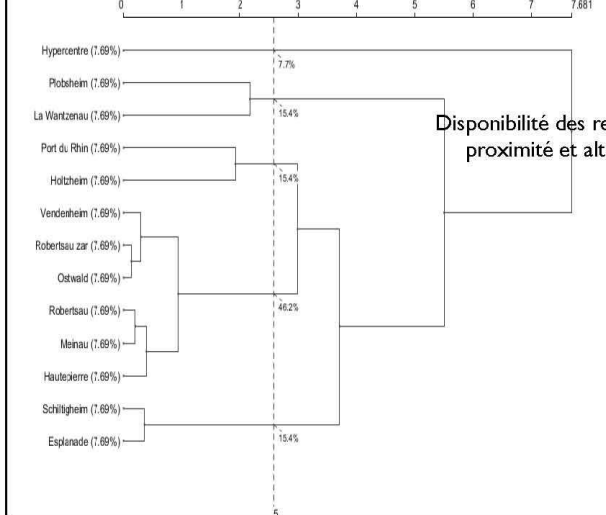 0 1 2 3 4 5 6 7 7.681
Hypercentre (7.69%)
7.7%
Plobsheim (7.69%)
15.4%
La Wantzenau (7.69%)
Disponibilité des re
proximité et alt
Port du Rhin (7.69%)
15.4%
Holtzheim (7.69%)
Vendenheim (7.69%)
Robertsau zar (7.69%)
Ostwald (7.69%)
46.2%
Robertsau (7.69%)
Meinau (7.69%)
Hautepierre (7.69%)
Schiltigheim (7.69%)
15.4%
Esplanade (7.69%)
5